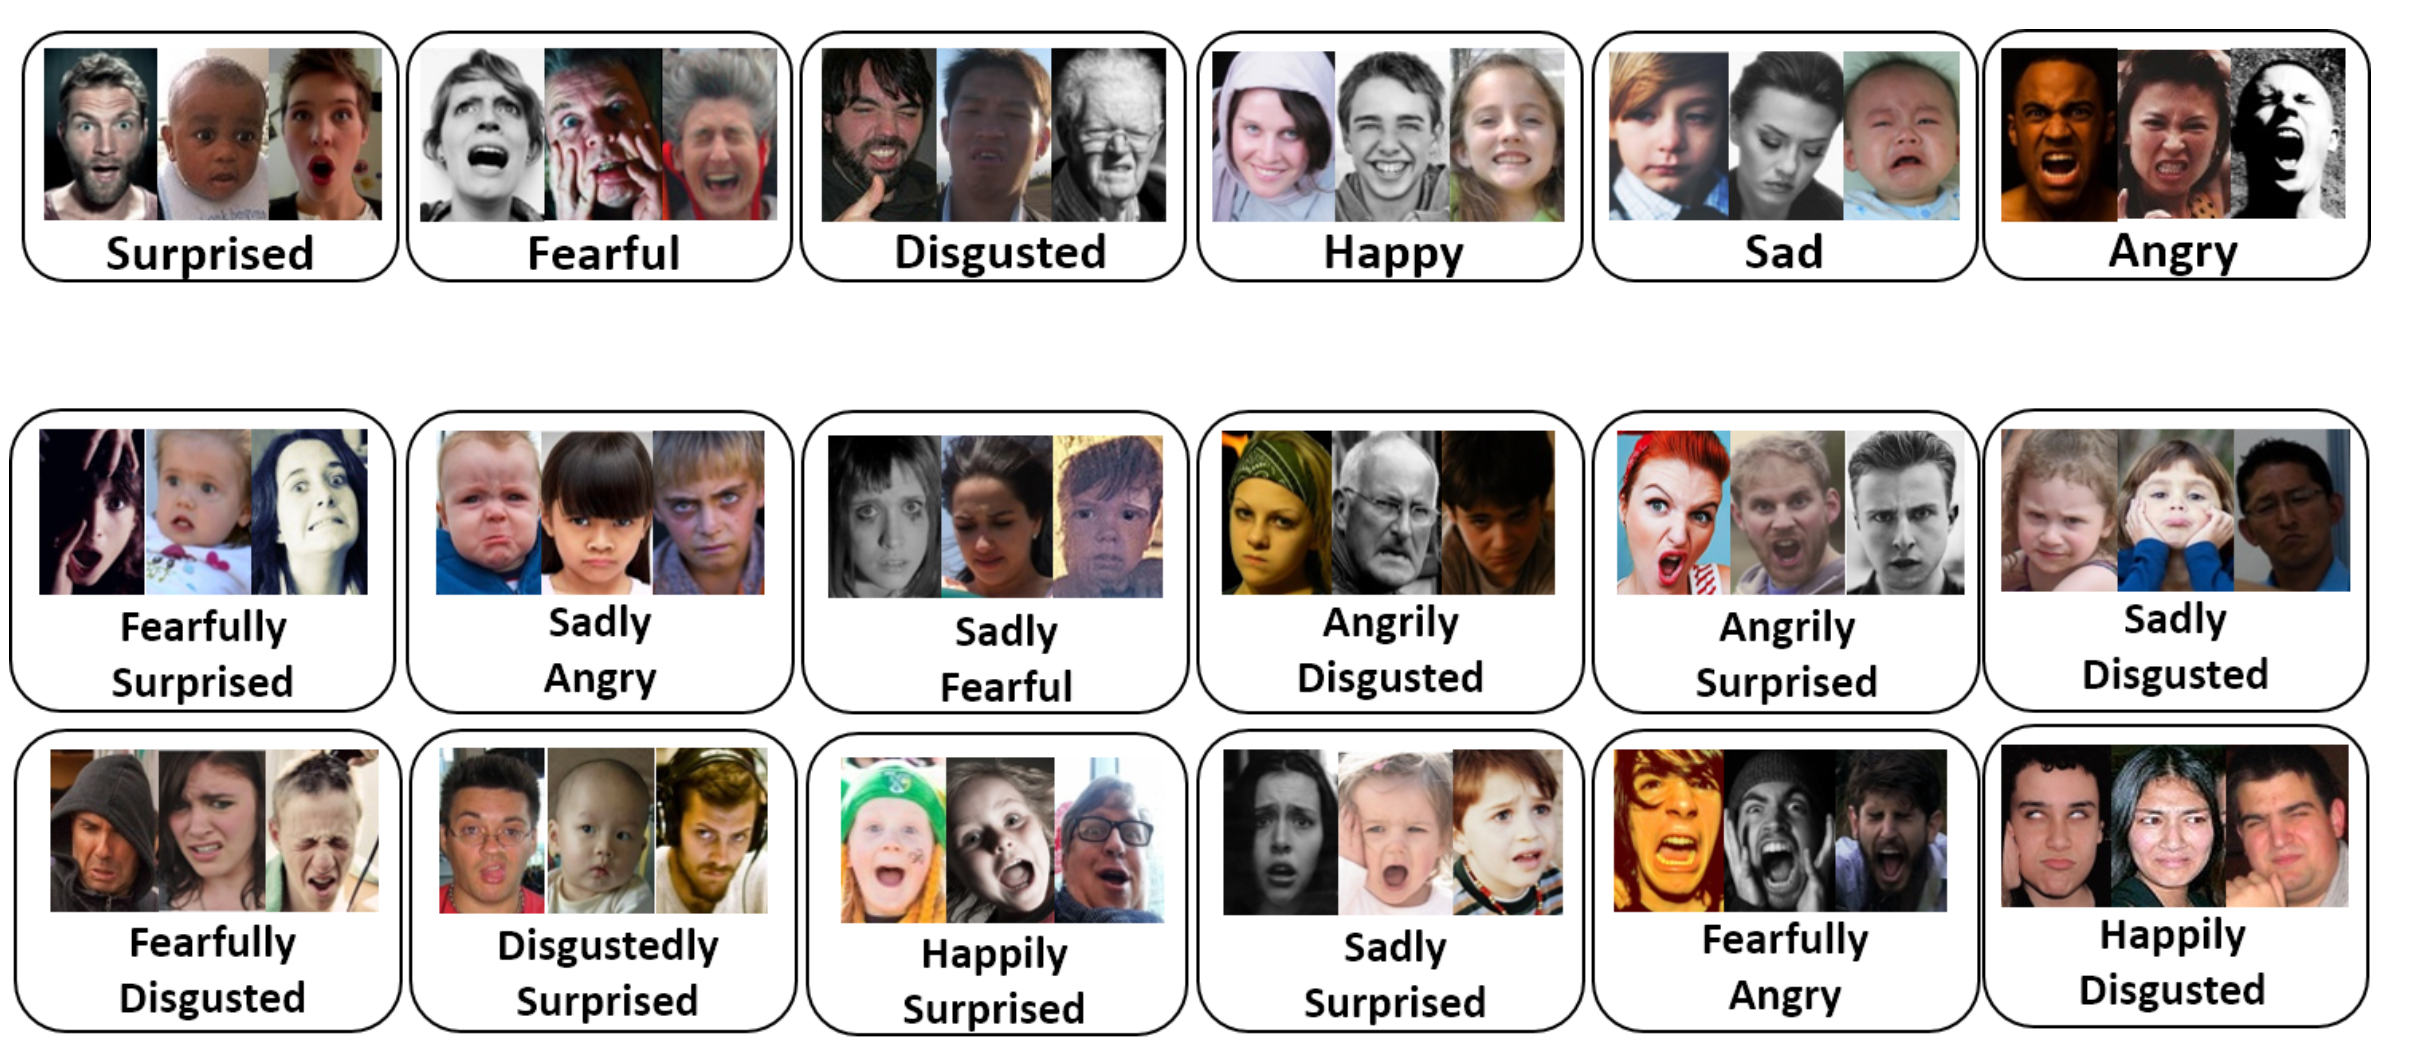 Surprised
Fearful
Disgusted
Happy
Sad
Angry
Fearfully
Surprised
Sadly
Angry
Sadly
Fearful
Angrily
Disgusted
Angrily
Surprised
Sadly
Disgusted
Fearfully
Disgusted
Disgustedly
Surprised
Happily
Surprised
Sadly
Surprised
Fearfully
Angry
Happily
Disgusted